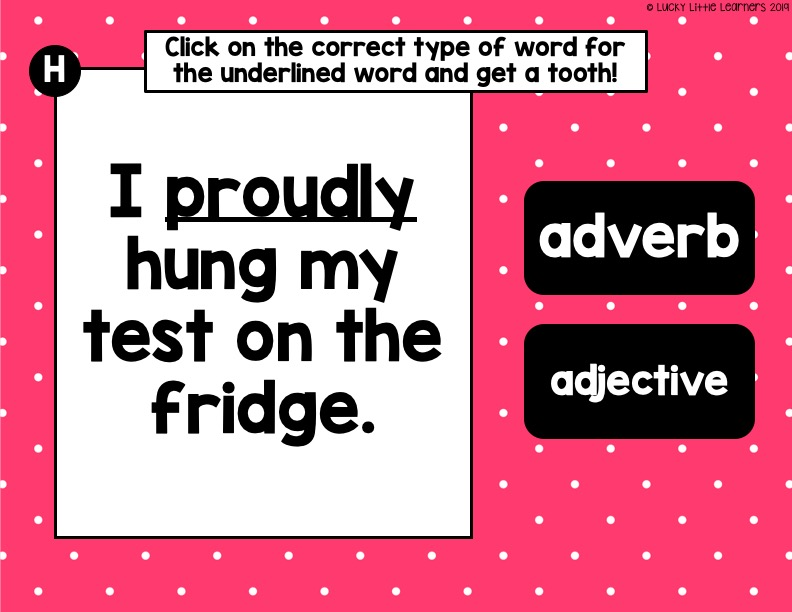 © Lucky Little Learners 2019
H
Click on the correct type of word for
the underlined word and get a tooth!
I proudly
hung my
test on the
fridge.
adverb
adjective